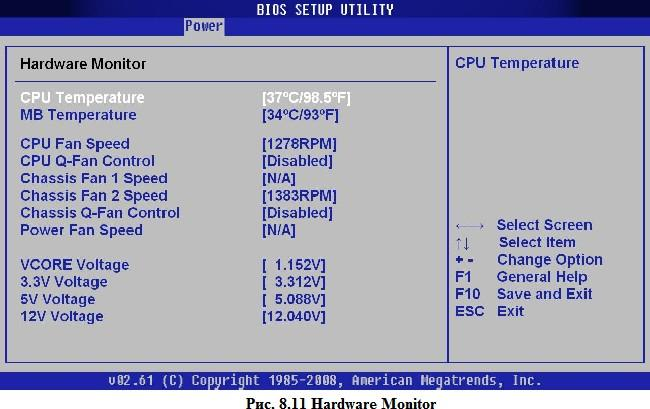 BIOS SETUP UTILITY
Power
Hardware Monitor
CPU Temperature [37ºC/98.5ºF]
MB Temperature [34ºC/93ºF]
CPU Fan Speed [1278RPM]
CPU Q-Fan Control [Disabled]
Chassis Fan 1 Speed [N/A]
Chassis Fan 2 Speed [1383RPM]
Chassis Q-Fan Control [Disabled]
Power Fan Speed [N/A]
VCORE Voltage [ 1.152V]
3.3V Voltage [ 3.312V]
5V Voltage [ 5.088V]
12V Voltage [12.040V]
CPU Temperature
←→ Select Screen
↑↓ Select Item
+ - Change Option
F1 General Help
F10 Save and Exit
ESC Exit
v02.61 (C) Copyright 1985-2008, American Megatrends, Inc.
Рис. 8.11 Hardware Monitor